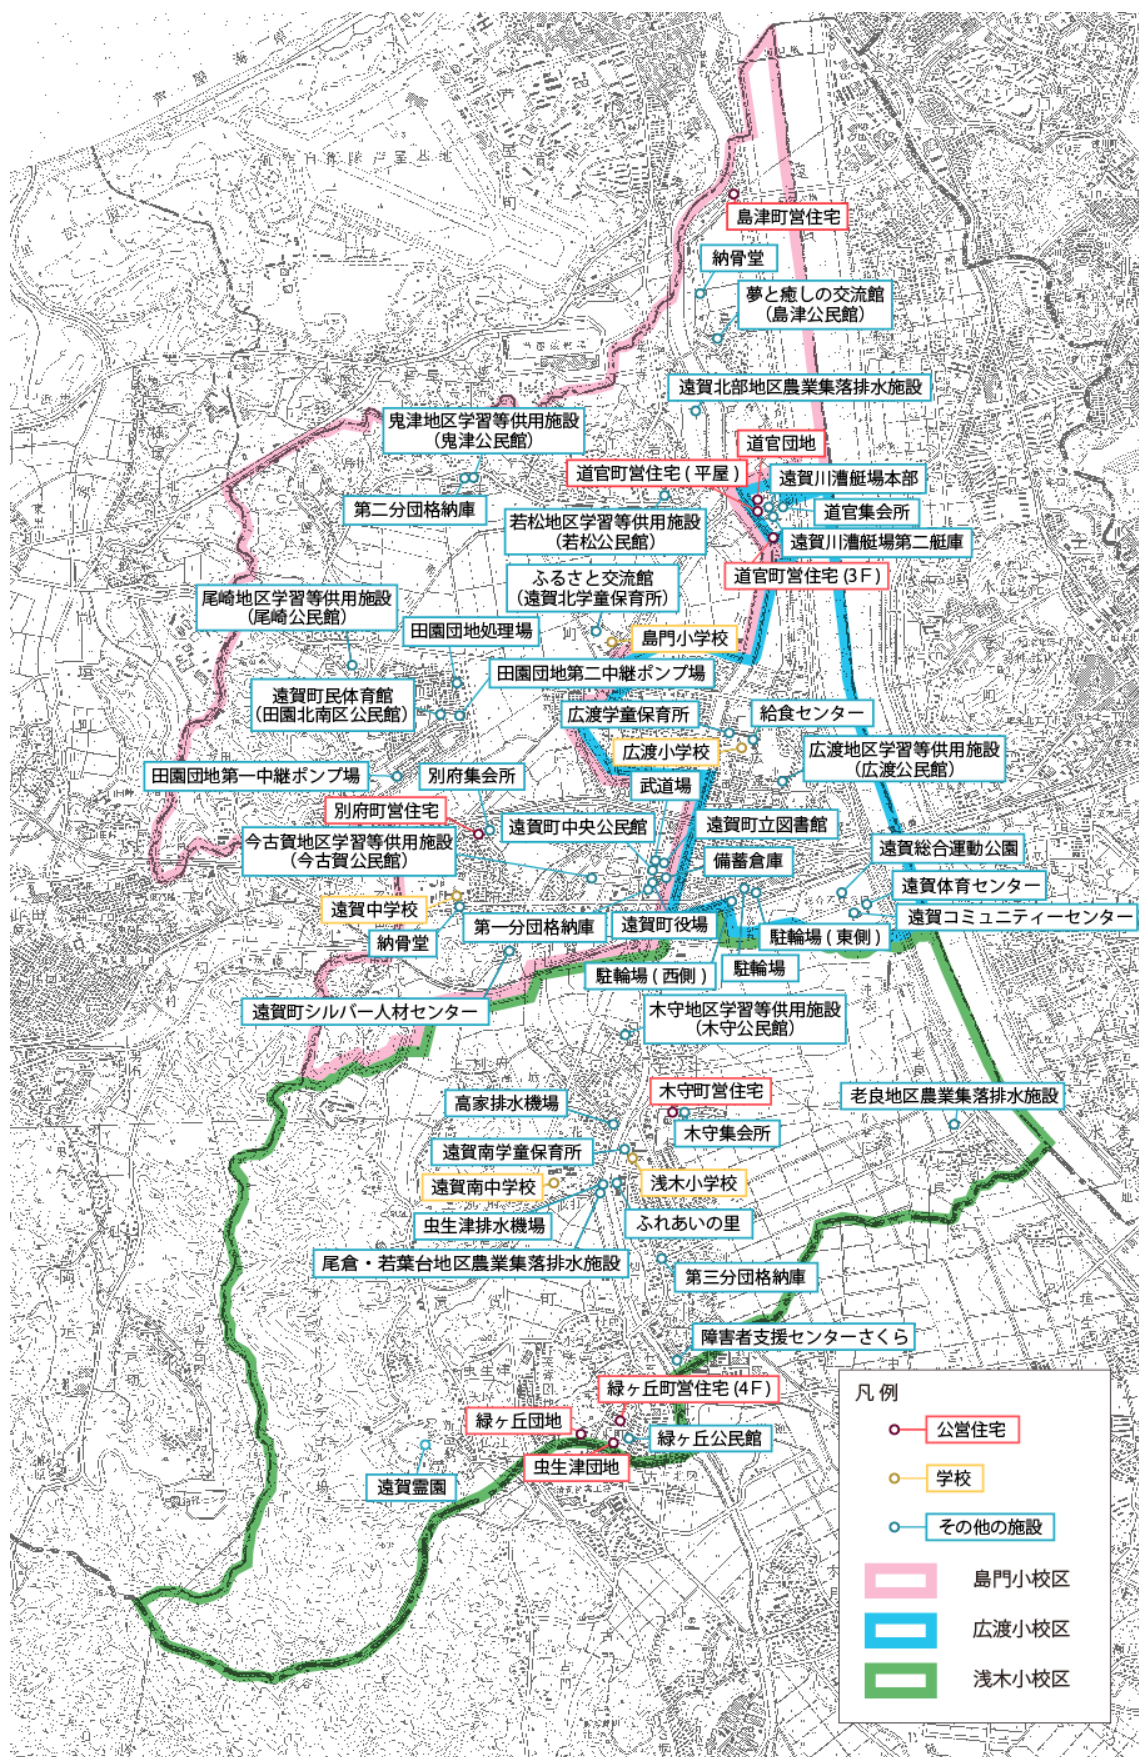 島津町営住宅
納骨堂
夢と癒しの交流館
(島津公民館)
遠賀北部地区農業集落排水施設
鬼津地区学習等供用施設
(鬼津公民館)
道官団地
道官町営住宅(平屋)
遠賀川漕艇場本部
第二分団格納庫
道官集会所
若松地区学習等供用施設
(若松公民館)
遠賀川漕艇場第二艇庫
道官町営住宅(3F)
ふるさと交流館
(遠賀北学童保育所)
尾崎地区学習等供用施設
(尾崎公民館)
田園団地処理場
島門小学校
田園団地第二中継ポンプ場
遠賀町民体育館
(田園北南区公民館)
広渡学童保育所
給食センター
広渡小学校
広渡地区学習等供用施設
(広渡公民館)
田園団地第一中継ポンプ場
別府集会所
武道場
別府町営住宅
遠賀町中央公民館
遠賀町立図書館
今古賀地区学習等供用施設
(今古賀公民館)
備蓄倉庫
遠賀総合運動公園
遠賀体育センター
遠賀中学校
遠賀コミュニティーセンター
第一分団格納庫
遠賀町役場
納骨堂
駐輪場(東側)
駐輪場(西側)
駐輪場
遠賀町シルバー人材センター
木守地区学習等供用施設
(木守公民館)
木守町営住宅
高家排水機場
老良地区農業集落排水施設
木守集会所
遠賀南学童保育所
遠賀南中学校
浅木小学校
虫生津排水機場
ふれあいの里
尾倉・若葉台地区農業集落排水施設
第三分団格納庫
障害者支援センターさくら
緑ヶ丘町営住宅(4F)
緑ヶ丘団地
緑ヶ丘公民館
虫生津団地
遠賀霊園
凡例
公営住宅
学校
その他の施設
島門小校区
広渡小校区
浅木小校区